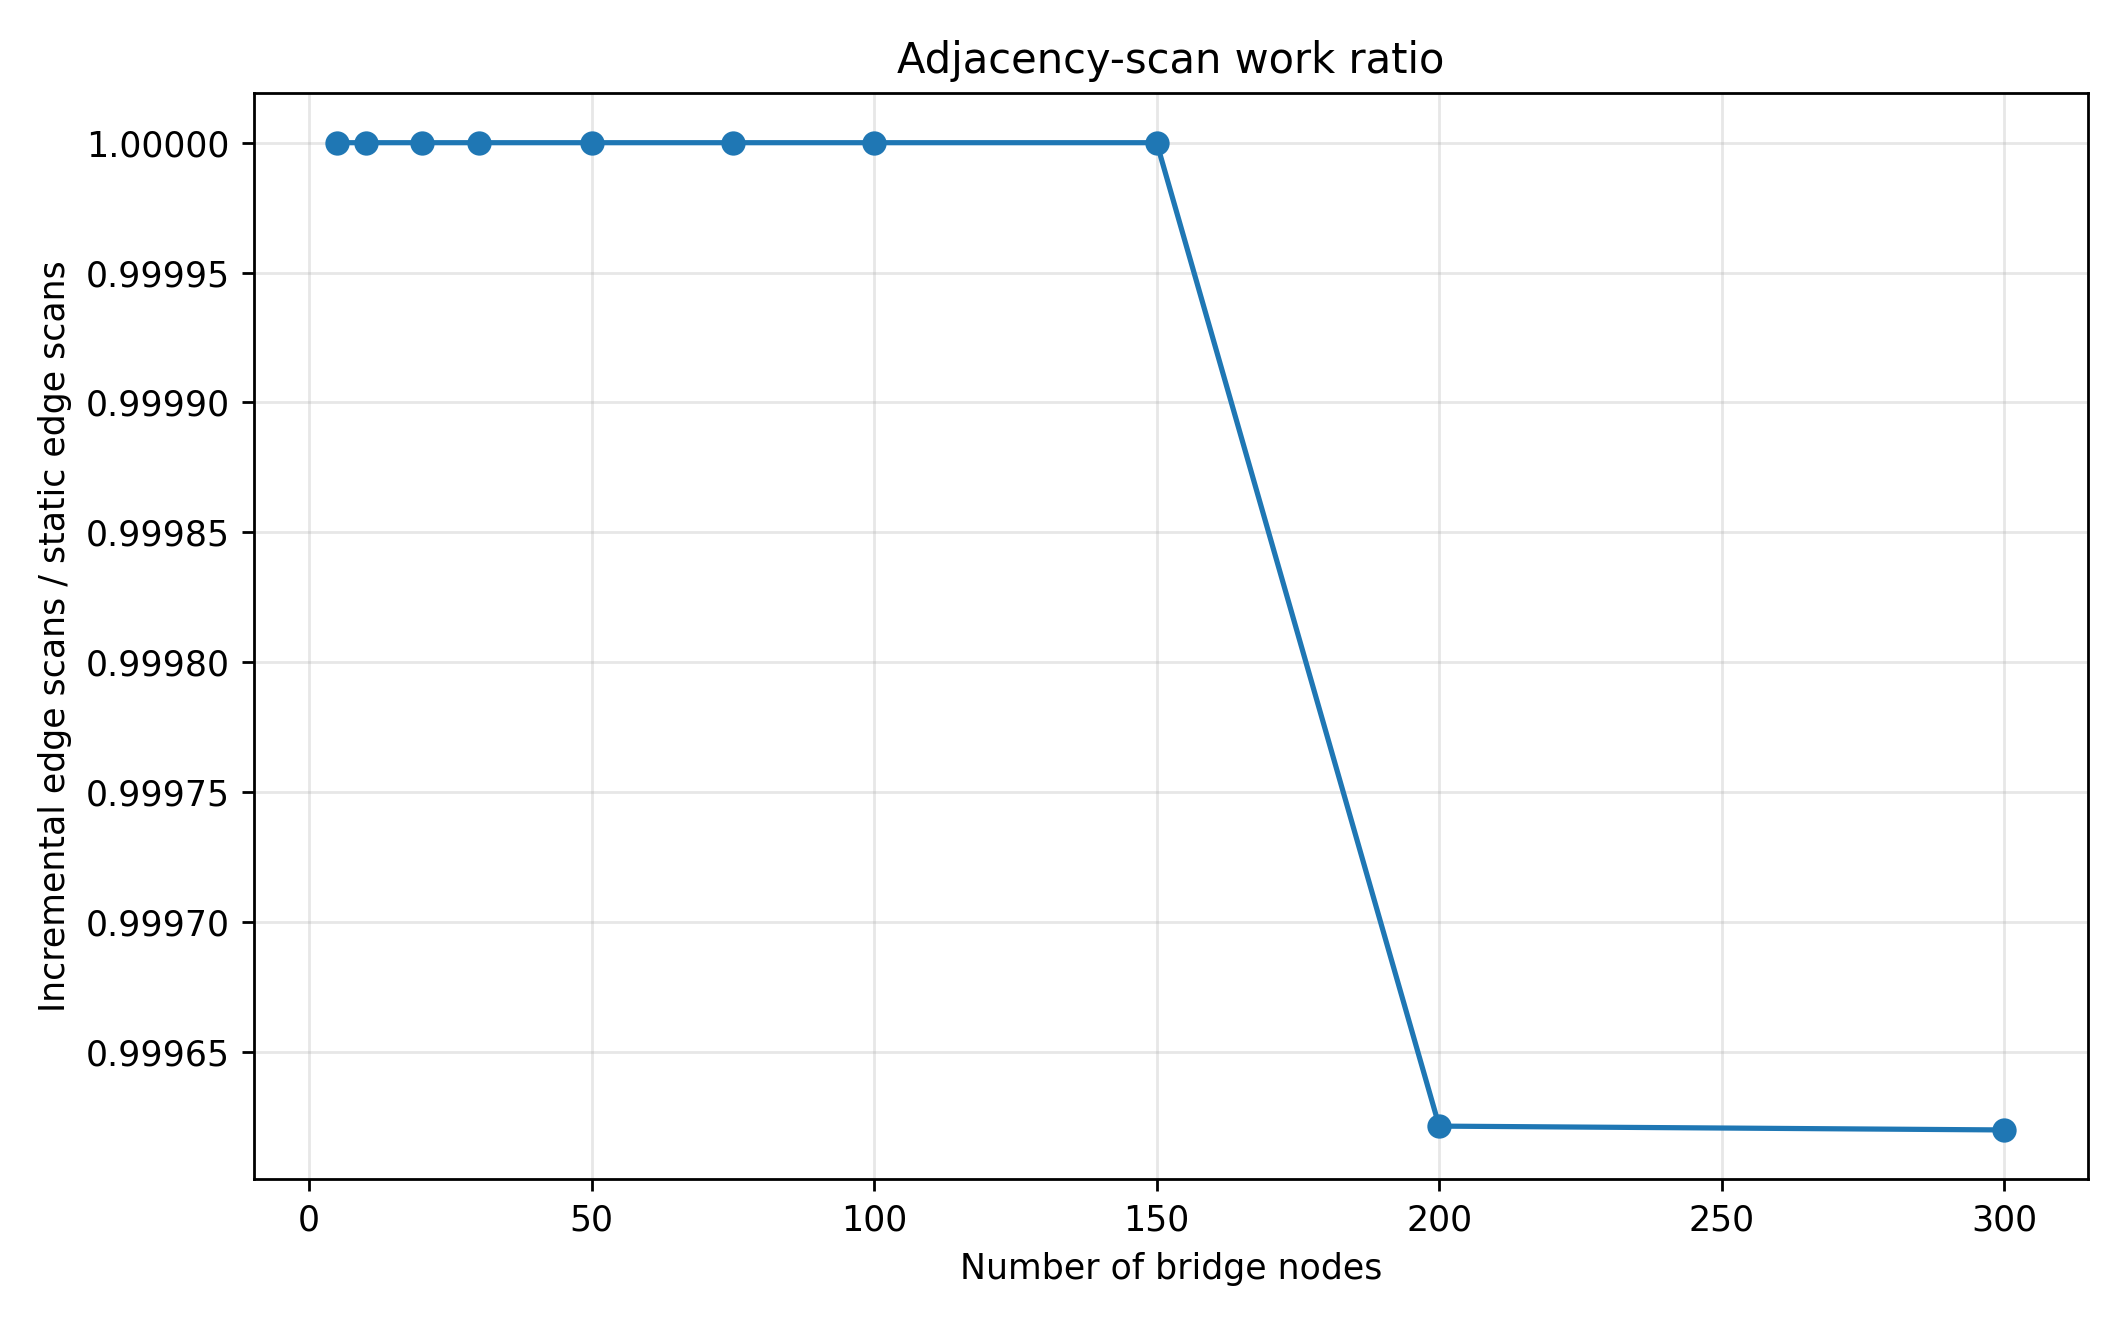 Adjacency-scan work ratio
Incremental edge scans / static edge scans
1.00000
0.99995
0.99990
0.99985
0.99980
0.99975
0.99970
0.99965
0 50 100 150 200 250 300
Number of bridge nodes